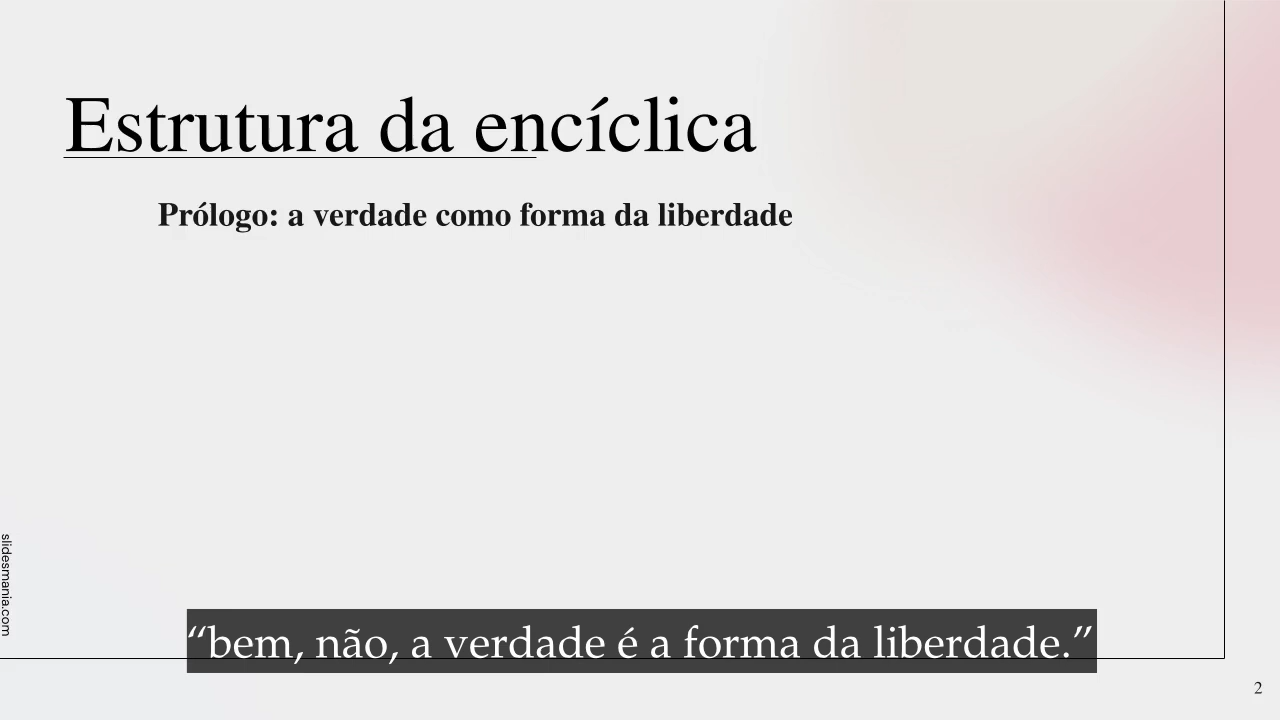 Estrutura da encíclica
Prólogo: a verdade como forma da liberdade
slidesmania.com
“bem, não, a verdade é a forma da liberdade.”
2